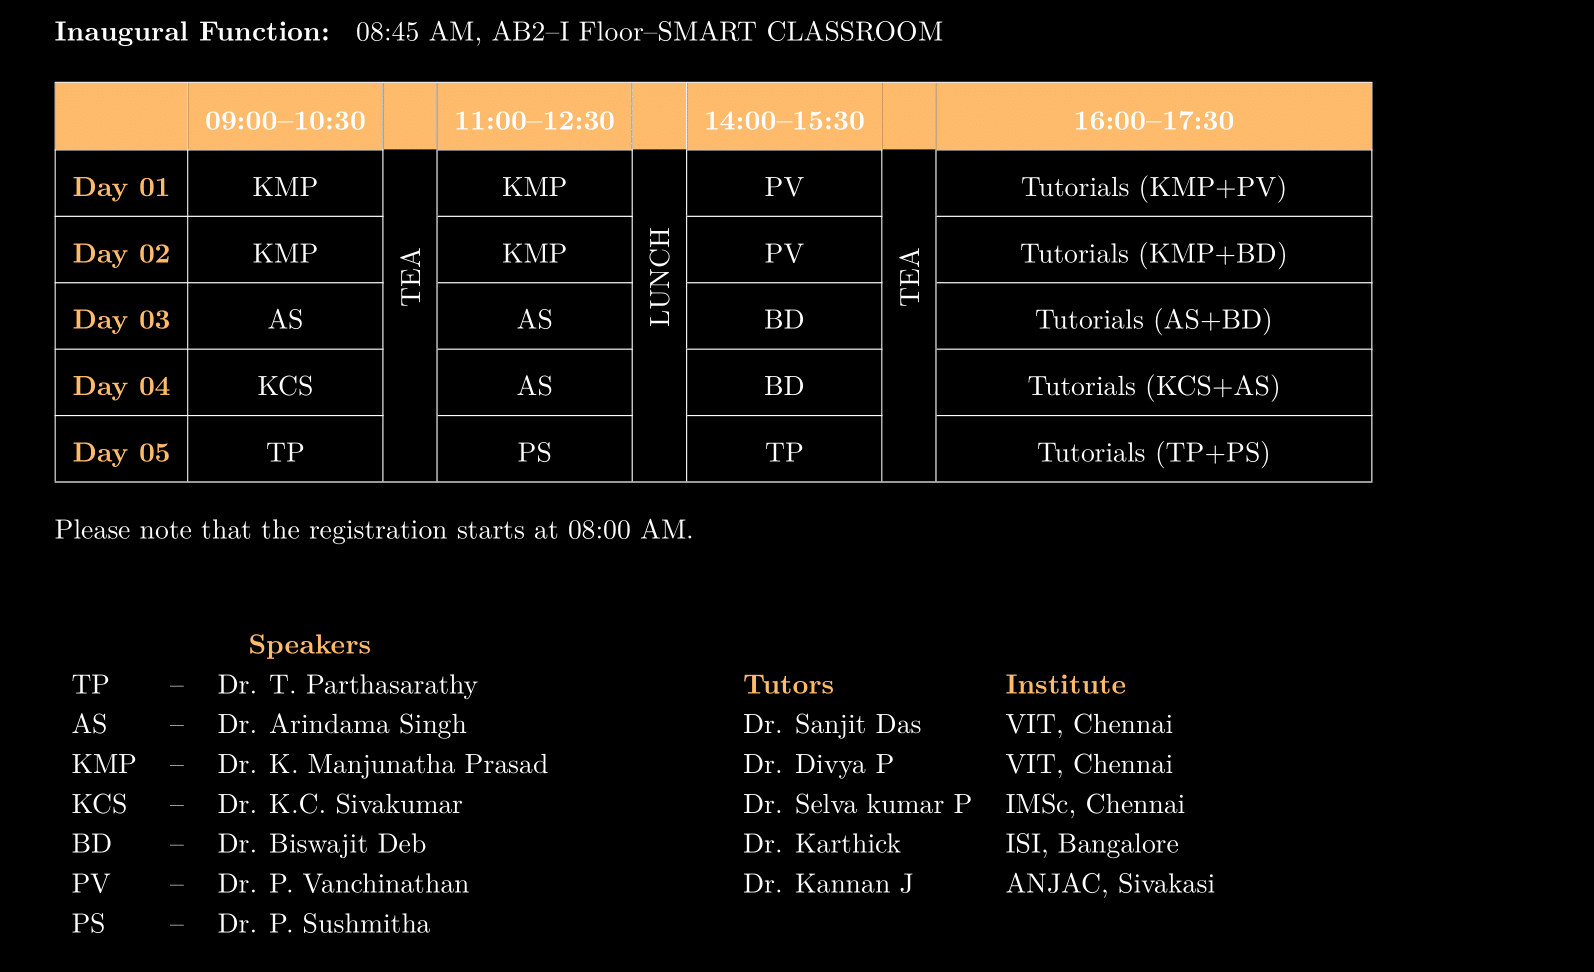 Inaugural Function: 08:45 AM, AB2–I Floor–SMART CLASSROOM
09:00–10:30 11:00–12:30 14:00–15:30 16:00–17:30
Day 01 KMP TEA KMP LUNCH PV TEA Tutorials (KMP+PV)
Day 02 KMP KMP PV Tutorials (KMP+BD)
Day 03 AS AS BD Tutorials (AS+BD)
Day 04 KCS AS BD Tutorials (KCS+AS)
Day 05 TP PS TP Tutorials (TP+PS)
Please note that the registration starts at 08:00 AM.
Speakers
TP – Dr. T. Parthasarathy
AS – Dr. Arindama Singh
KMP – Dr. K. Manjunatha Prasad
KCS – Dr. K.C. Sivakumar
BD – Dr. Biswajit Deb
PV – Dr. P. Vanchinathan
PS – Dr. P. Sushmitha
Tutors Institute
Dr. Sanjit Das VIT, Chennai
Dr. Divya P VIT, Chennai
Dr. Selva kumar P IMSc, Chennai
Dr. Karthick ISI, Bangalore
Dr. Kannan J ANJAC, Sivakasi